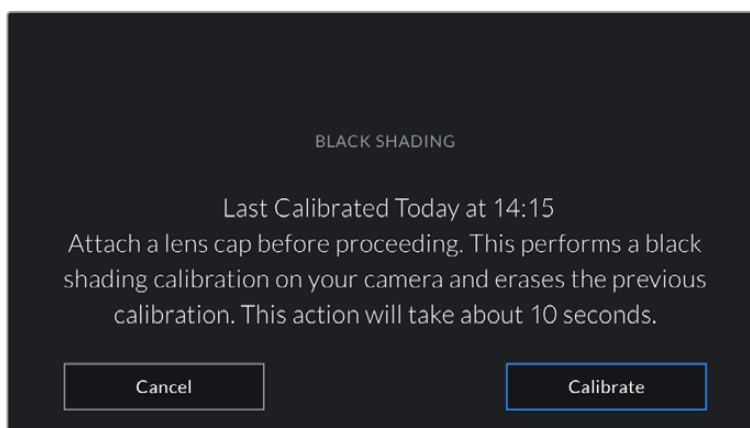 BLACK SHADING
Last Calibrated Today at 14:15
Attach a lens cap before proceeding. This performs a black
shading calibration on your camera and erases the previous
calibration. This action will take about 10 seconds.
Cancel
Calibrate